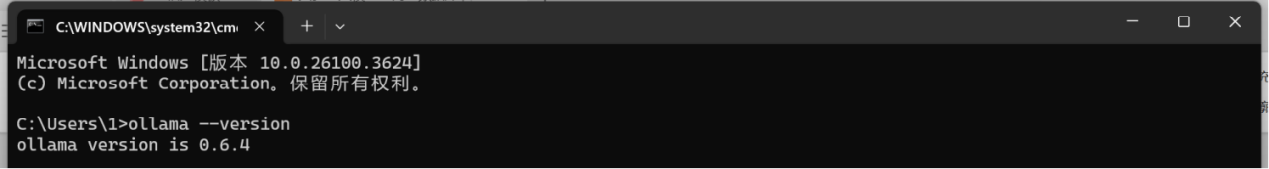 C:\WINDOWS\system32\cm
Microsoft Windows [版本 10.0.26100.3624]
(c) Microsoft Corporation。保留所有权利。
C:\Users\1>ollama --version
ollama version is 0.6.4